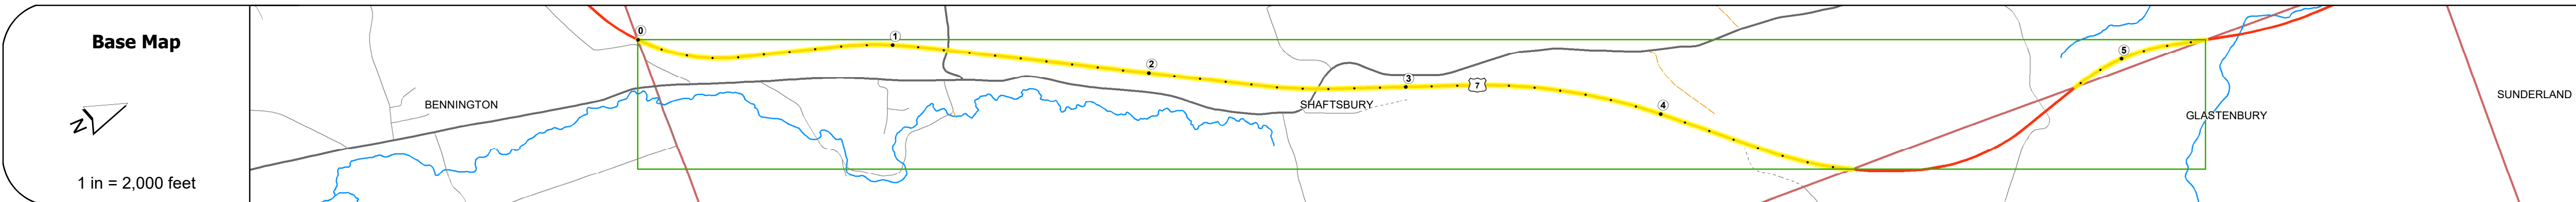 Base Map
N
1 in = 2,000 feet
BENNINGTON
0
1
2
SHAFTSBURY
3
7
4
5
GLASTENBURY
SUNDERLAND